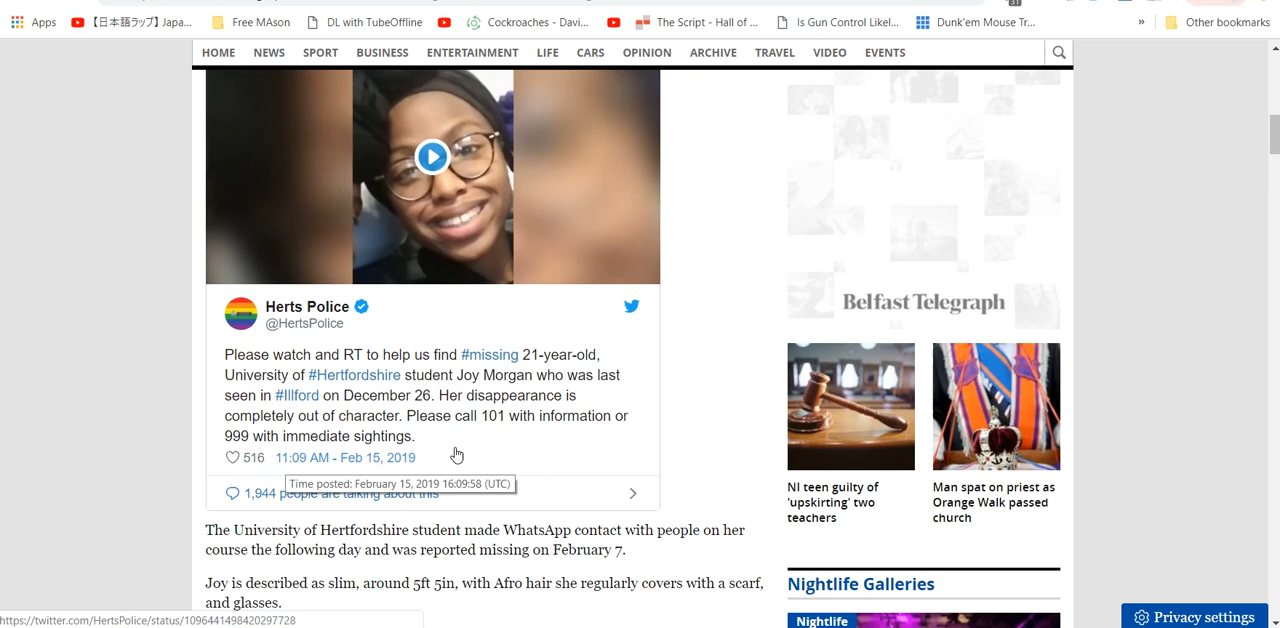 Apps
【日本語ラップ】Japa...
Free MAson
DL with TubeOffline
Cockroaches - Davi...
The Script - Hall of ...
Is Gun Control Likel...
Dunk'em Mouse Tr...
»
Other bookmarks
HOME
NEWS
SPORT
BUSINESS
ENTERTAINMENT
LIFE
CARS
OPINION
ARCHIVE
TRAVEL
VIDEO
EVENTS
Herts Police
@HertsPolice
Please watch and RT to help us find #missing 21-year-old,
University of #Hertfordshire student Joy Morgan who was last
seen in #Illford on December 26. Her disappearance is
completely out of character. Please call 101 with information or
999 with immediate sightings.
516 11:09 AM - Feb 15, 2019
Time posted: February 15, 2019 16:09:58 (UTC)
1,944 people are talking about this
The University of Hertfordshire student made WhatsApp contact with people on her
course the following day and was reported missing on February 7.
Joy is described as slim, around 5ft 5in, with Afro hair she regularly covers with a scarf,
and glasses.
Belfast Telegraph
NI teen guilty of
'upskirting' two
teachers
Man spat on priest as
Orange Walk passed
church
Nightlife Galleries
Nightlife
https://twitter.com/HertsPolice/status/1096441498420297728
Privacy settings